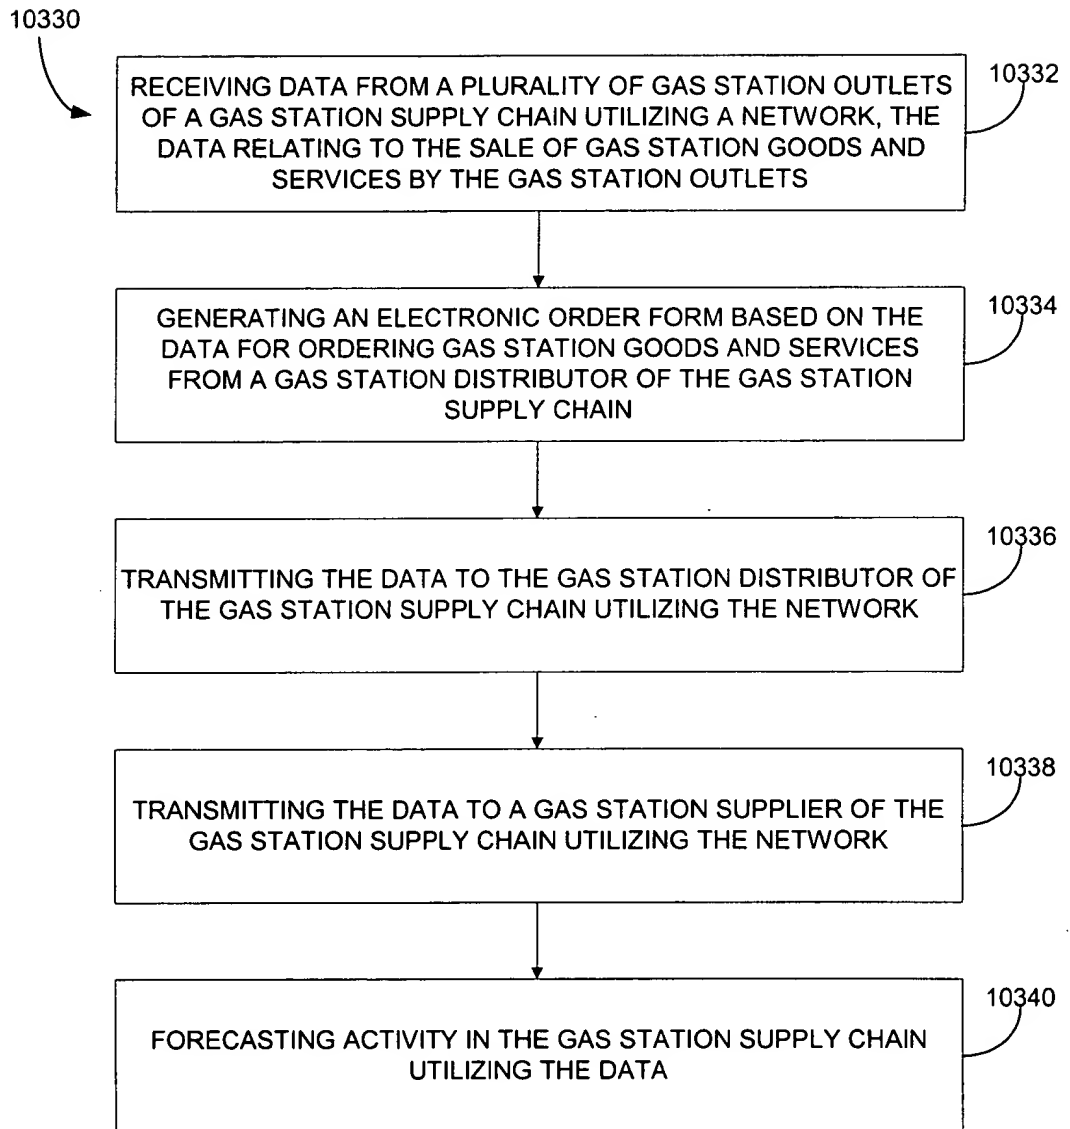 10330
RECEIVING DATA FROM A PLURALITY OF GAS STATION OUTLETS
OF A GAS STATION SUPPLY CHAIN UTILIZING A NETWORK, THE
DATA RELATING TO THE SALE OF GAS STATION GOODS AND
SERVICES BY THE GAS STATION OUTLETS
10332
GENERATING AN ELECTRONIC ORDER FORM BASED ON THE
DATA FOR ORDERING GAS STATION GOODS AND SERVICES
FROM A GAS STATION DISTRIBUTOR OF THE GAS STATION
SUPPLY CHAIN
10334
TRANSMITTING THE DATA TO THE GAS STATION DISTRIBUTOR OF
THE GAS STATION SUPPLY CHAIN UTILIZING THE NETWORK
10336
TRANSMITTING THE DATA TO A GAS STATION SUPPLIER OF THE
GAS STATION SUPPLY CHAIN UTILIZING THE NETWORK
10338
FORECASTING ACTIVITY IN THE GAS STATION SUPPLY CHAIN
UTILIZING THE DATA
10340